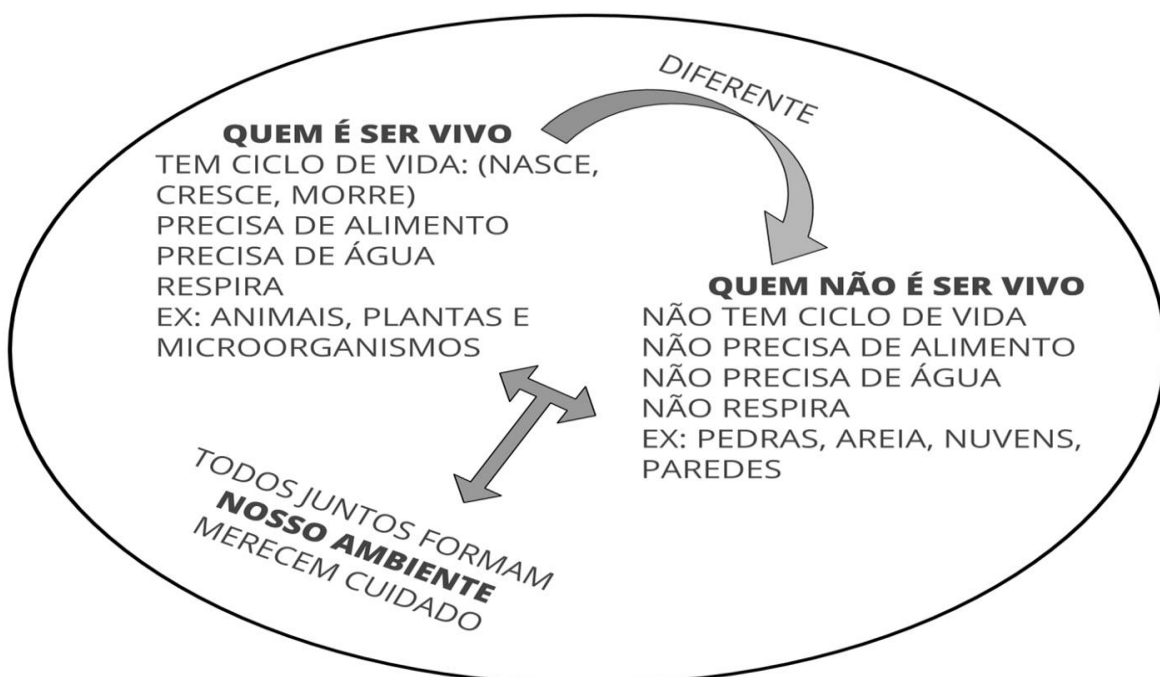 DIFERENTE
QUEM É SER VIVO
TEM CICLO DE VIDA: (NASCE,
CRESCE, MORRE)
PRECISA DE ALIMENTO
PRECISA DE ÁGUA
RESPIRA
EX: ANIMAIS, PLANTAS E
MICROORGANISMOS
QUEM NÃO É SER VIVO
NÃO TEM CICLO DE VIDA
NÃO PRECISA DE ALIMENTO
NÃO PRECISA DE ÁGUA
NÃO RESPIRA
EX: PEDRAS, AREIA, NUVENS,
PAREDES
TODOS JUNTOS FORMAM
NOSSO AMBIENTE
MERECEM CUIDADO